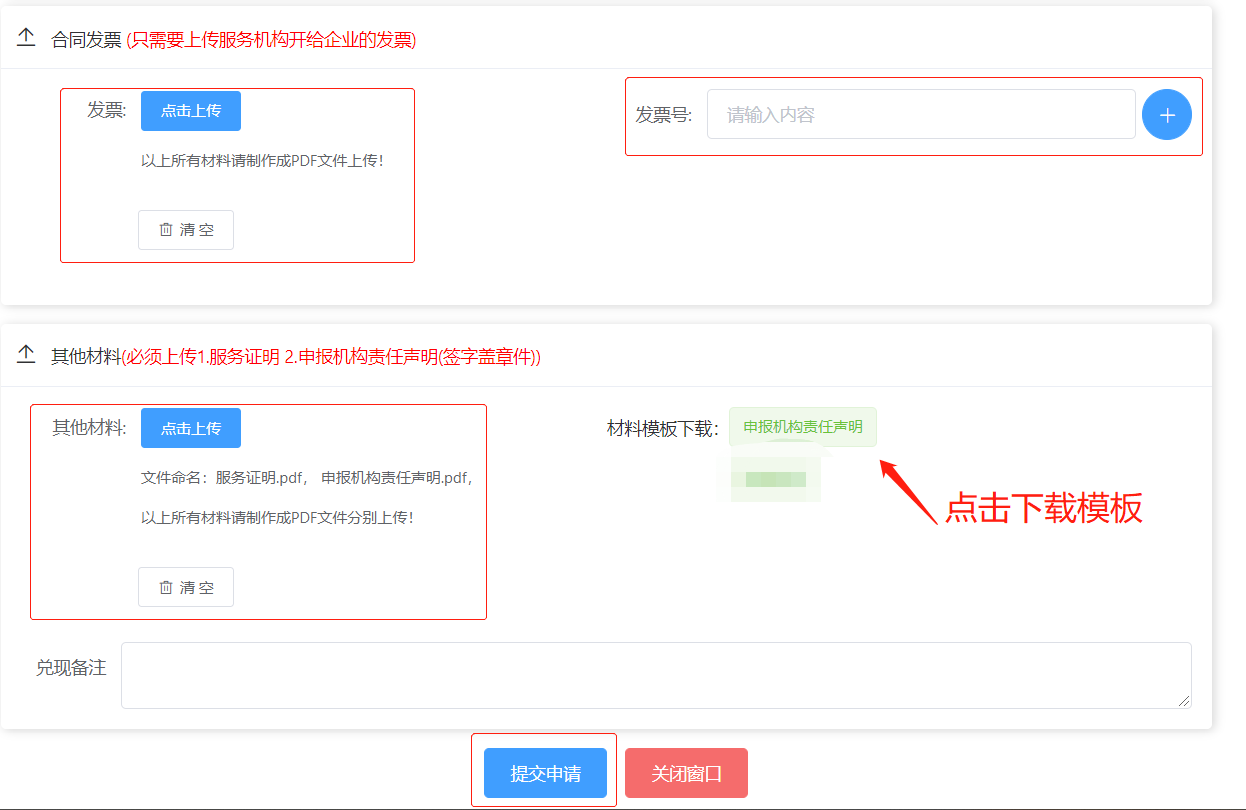 合同发票 (只需要上传服务机构开给企业的发票)
发票: 点击上传
发票号: 请输入内容
以上所有材料请制作成PDF文件上传!
清 空
其他材料(必须上传1.服务证明 2.申报机构责任声明(签字盖章件))
其他材料: 点击上传
材料模板下载: 申报机构责任声明
文件命名：服务证明.pdf， 申报机构责任声明.pdf，
点击下载模板
以上所有材料请制作成PDF文件分别上传!
清 空
兑现备注
提交申请 关闭窗口